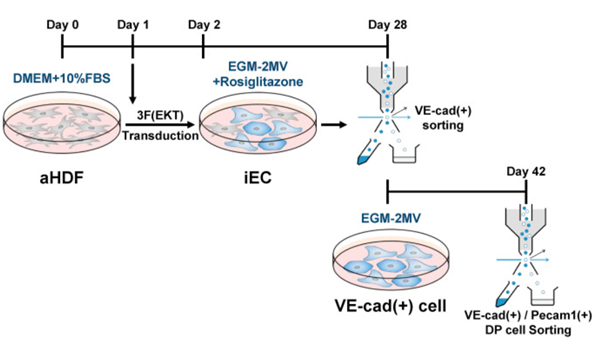 Day 0
Day 1
Day 2
Day 28
DMEM+10%FBS
EGM-2MV
+Rosiglitazone
3F(EKT)
Transduction
VE-cad(+)
sorting
aHDF
iEC
Day 42
EGM-2MV
VE-cad(+) cell
VE-cad(+) / Pecam1(+)
DP cell Sorting